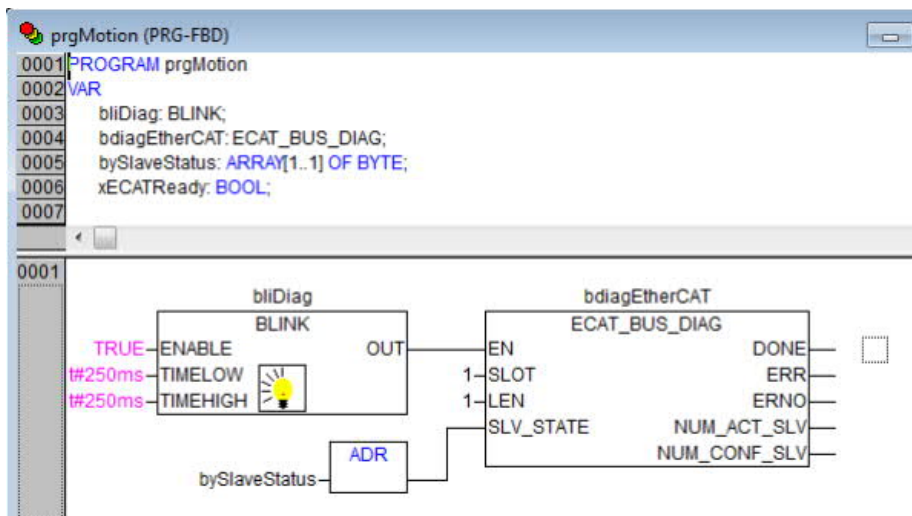 prgMotion (PRG-FBD)
0001 PROGRAM prgMotion
0002 VAR
0003 bliDiag: BLINK;
0004 bdiagEtherCAT: ECAT_BUS_DIAG;
0005 bySlaveStatus: ARRAY[1..1] OF BYTE;
0006 xECATReady: BOOL;
0007
0001
bliDiag bdiagEtherCAT
BLINK ECAT_BUS_DIAG
TRUE ENABLE OUT EN DONE
t#250ms TIMELOW 1 SLOT ERR
t#250ms TIMEHIGH 1 LEN ERNO
SLV_STATE NUM_ACT_SLV
ADR NUM_CONF_SLV
bySlaveStatus